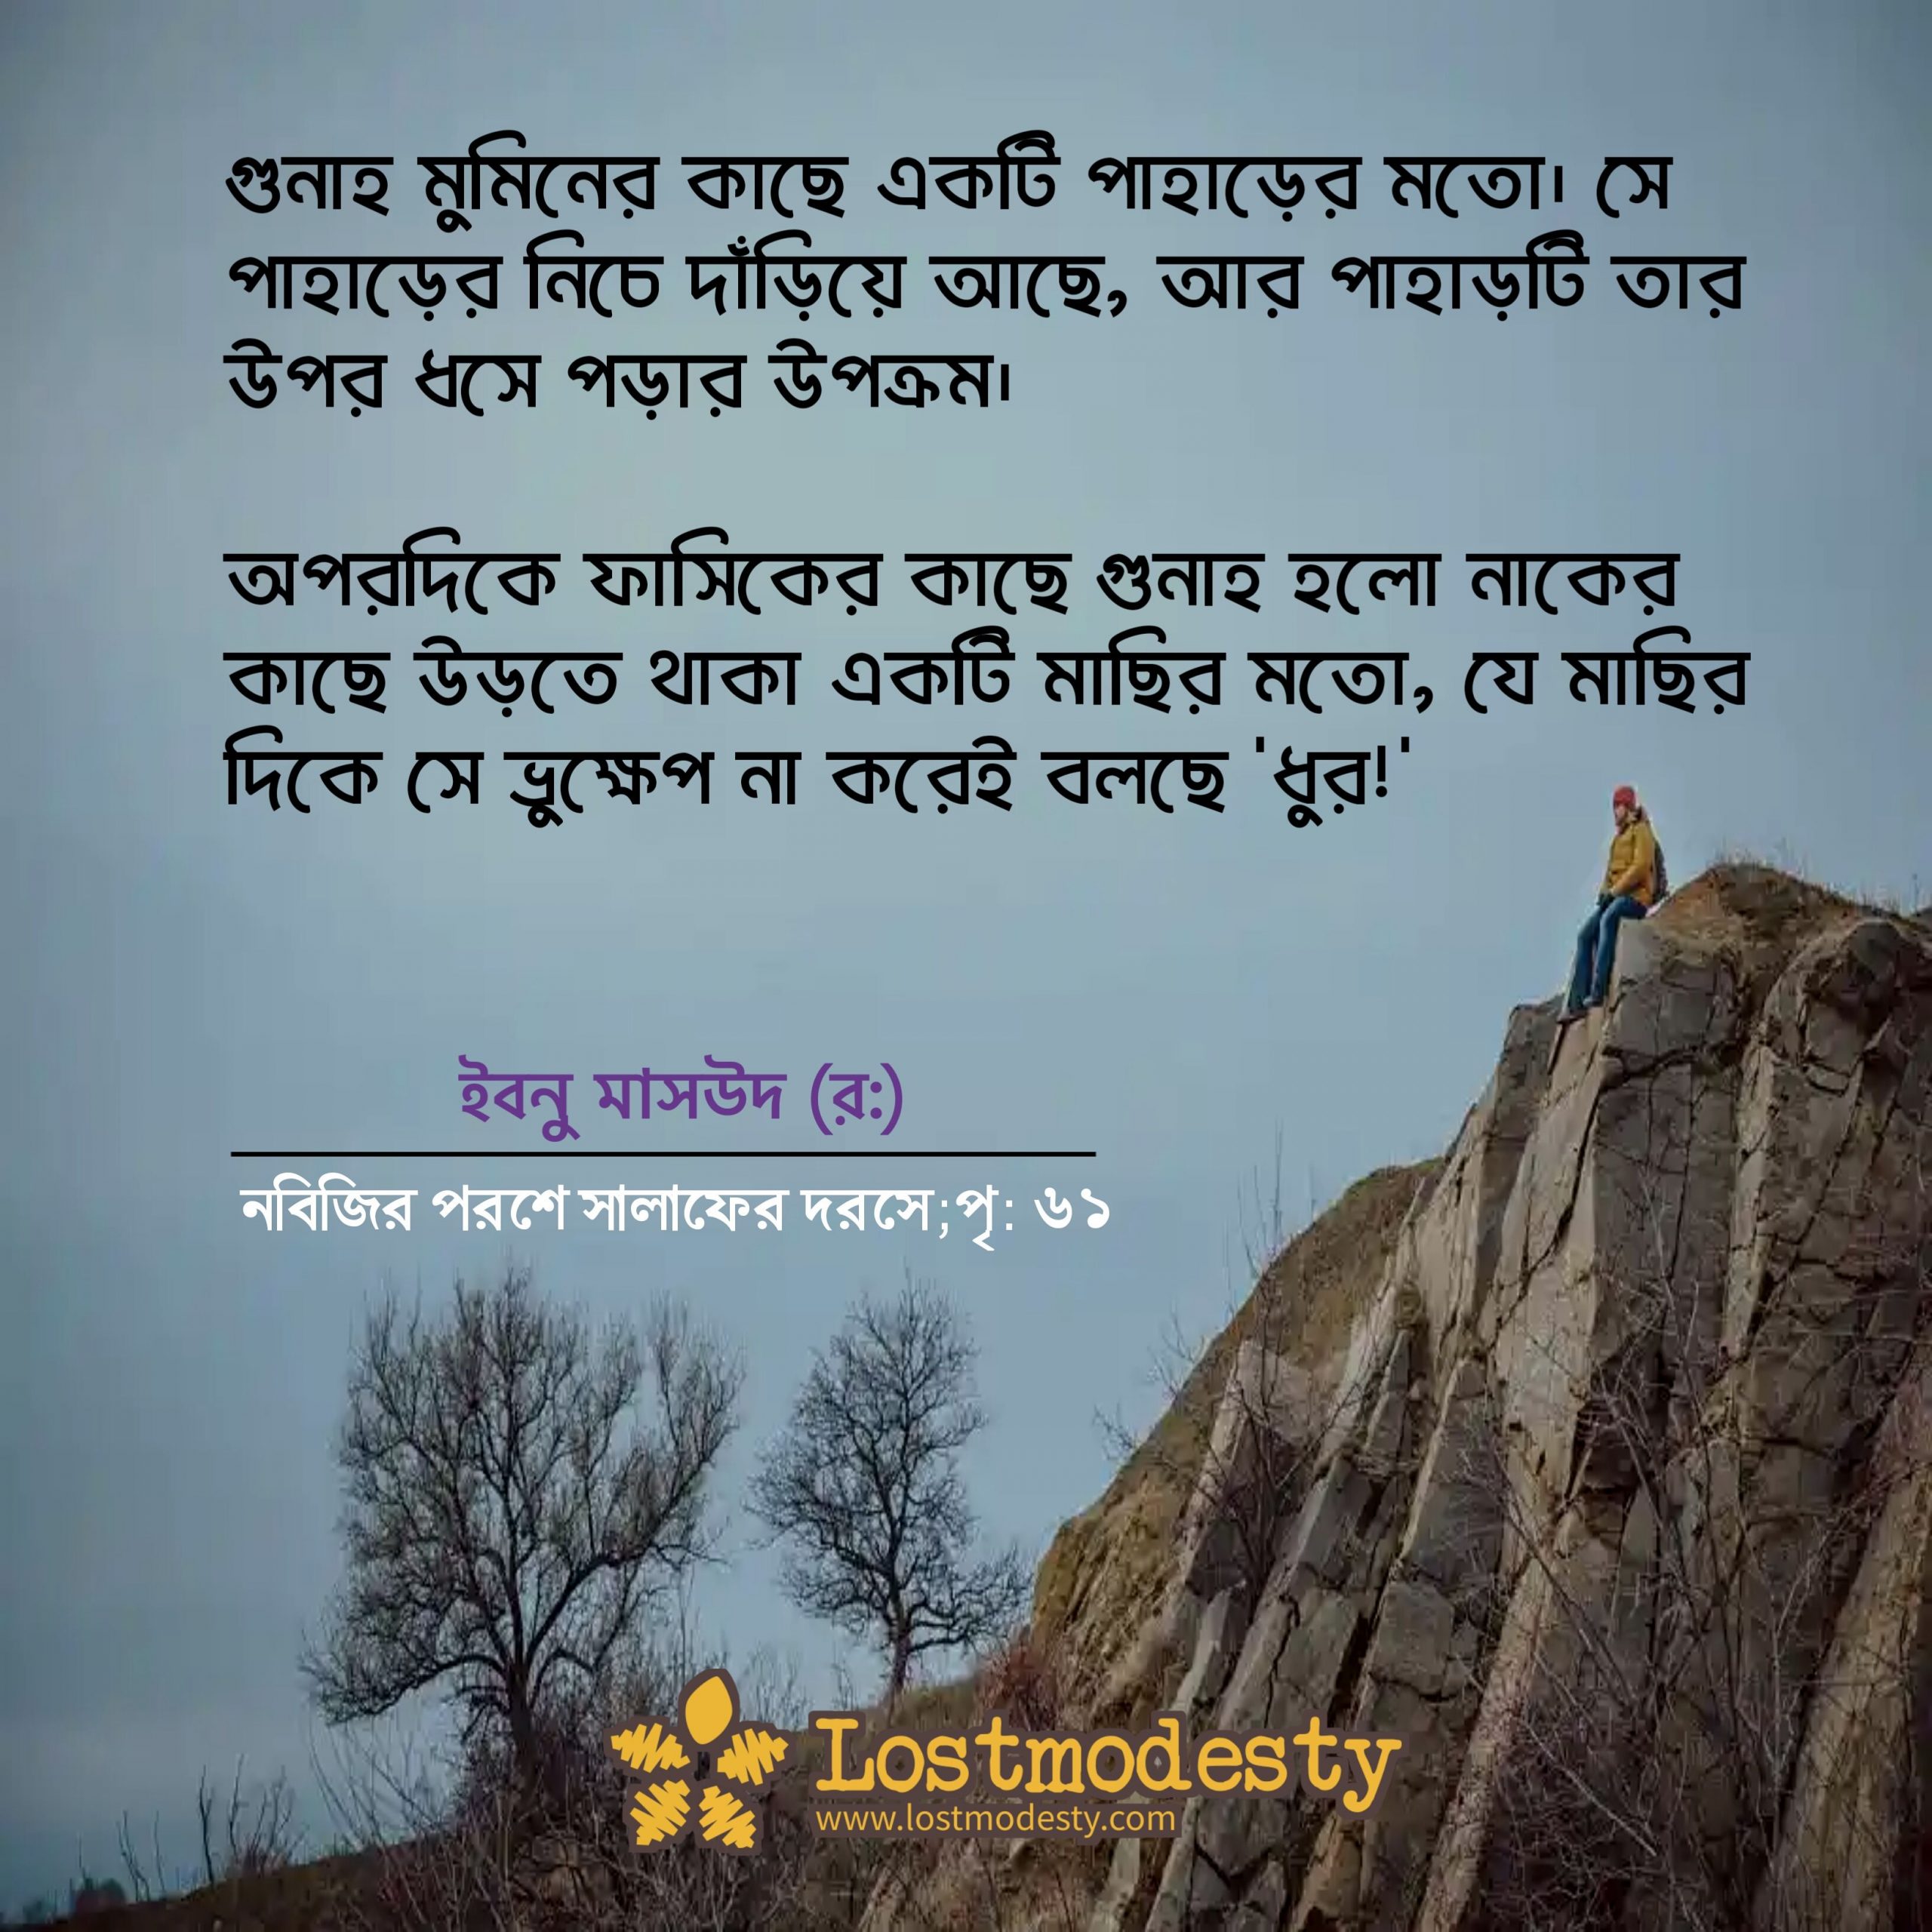 গুনাহ মুমিনের কাছে একটি পাহাড়ের মতো। সে
পাহাড়ের নিচে দাঁড়িয়ে আছে, আর পাহাড়টি তার
উপর ধসে পড়ার উপক্রম।
অপরদিকে ফাসিকের কাছে গুনাহ হলো নাকের
কাছে উড়তে থাকা একটি মাছির মতো, যে মাছির
দিকে সে ভ্রুক্ষেপ না করেই বলছে 'ধুর!'
ইবনু মাসউদ (র:)
নবিজির পরশে সালাফের দরসে;পৃ: ৬১
Lostmodesty
www.lostmodesty.com